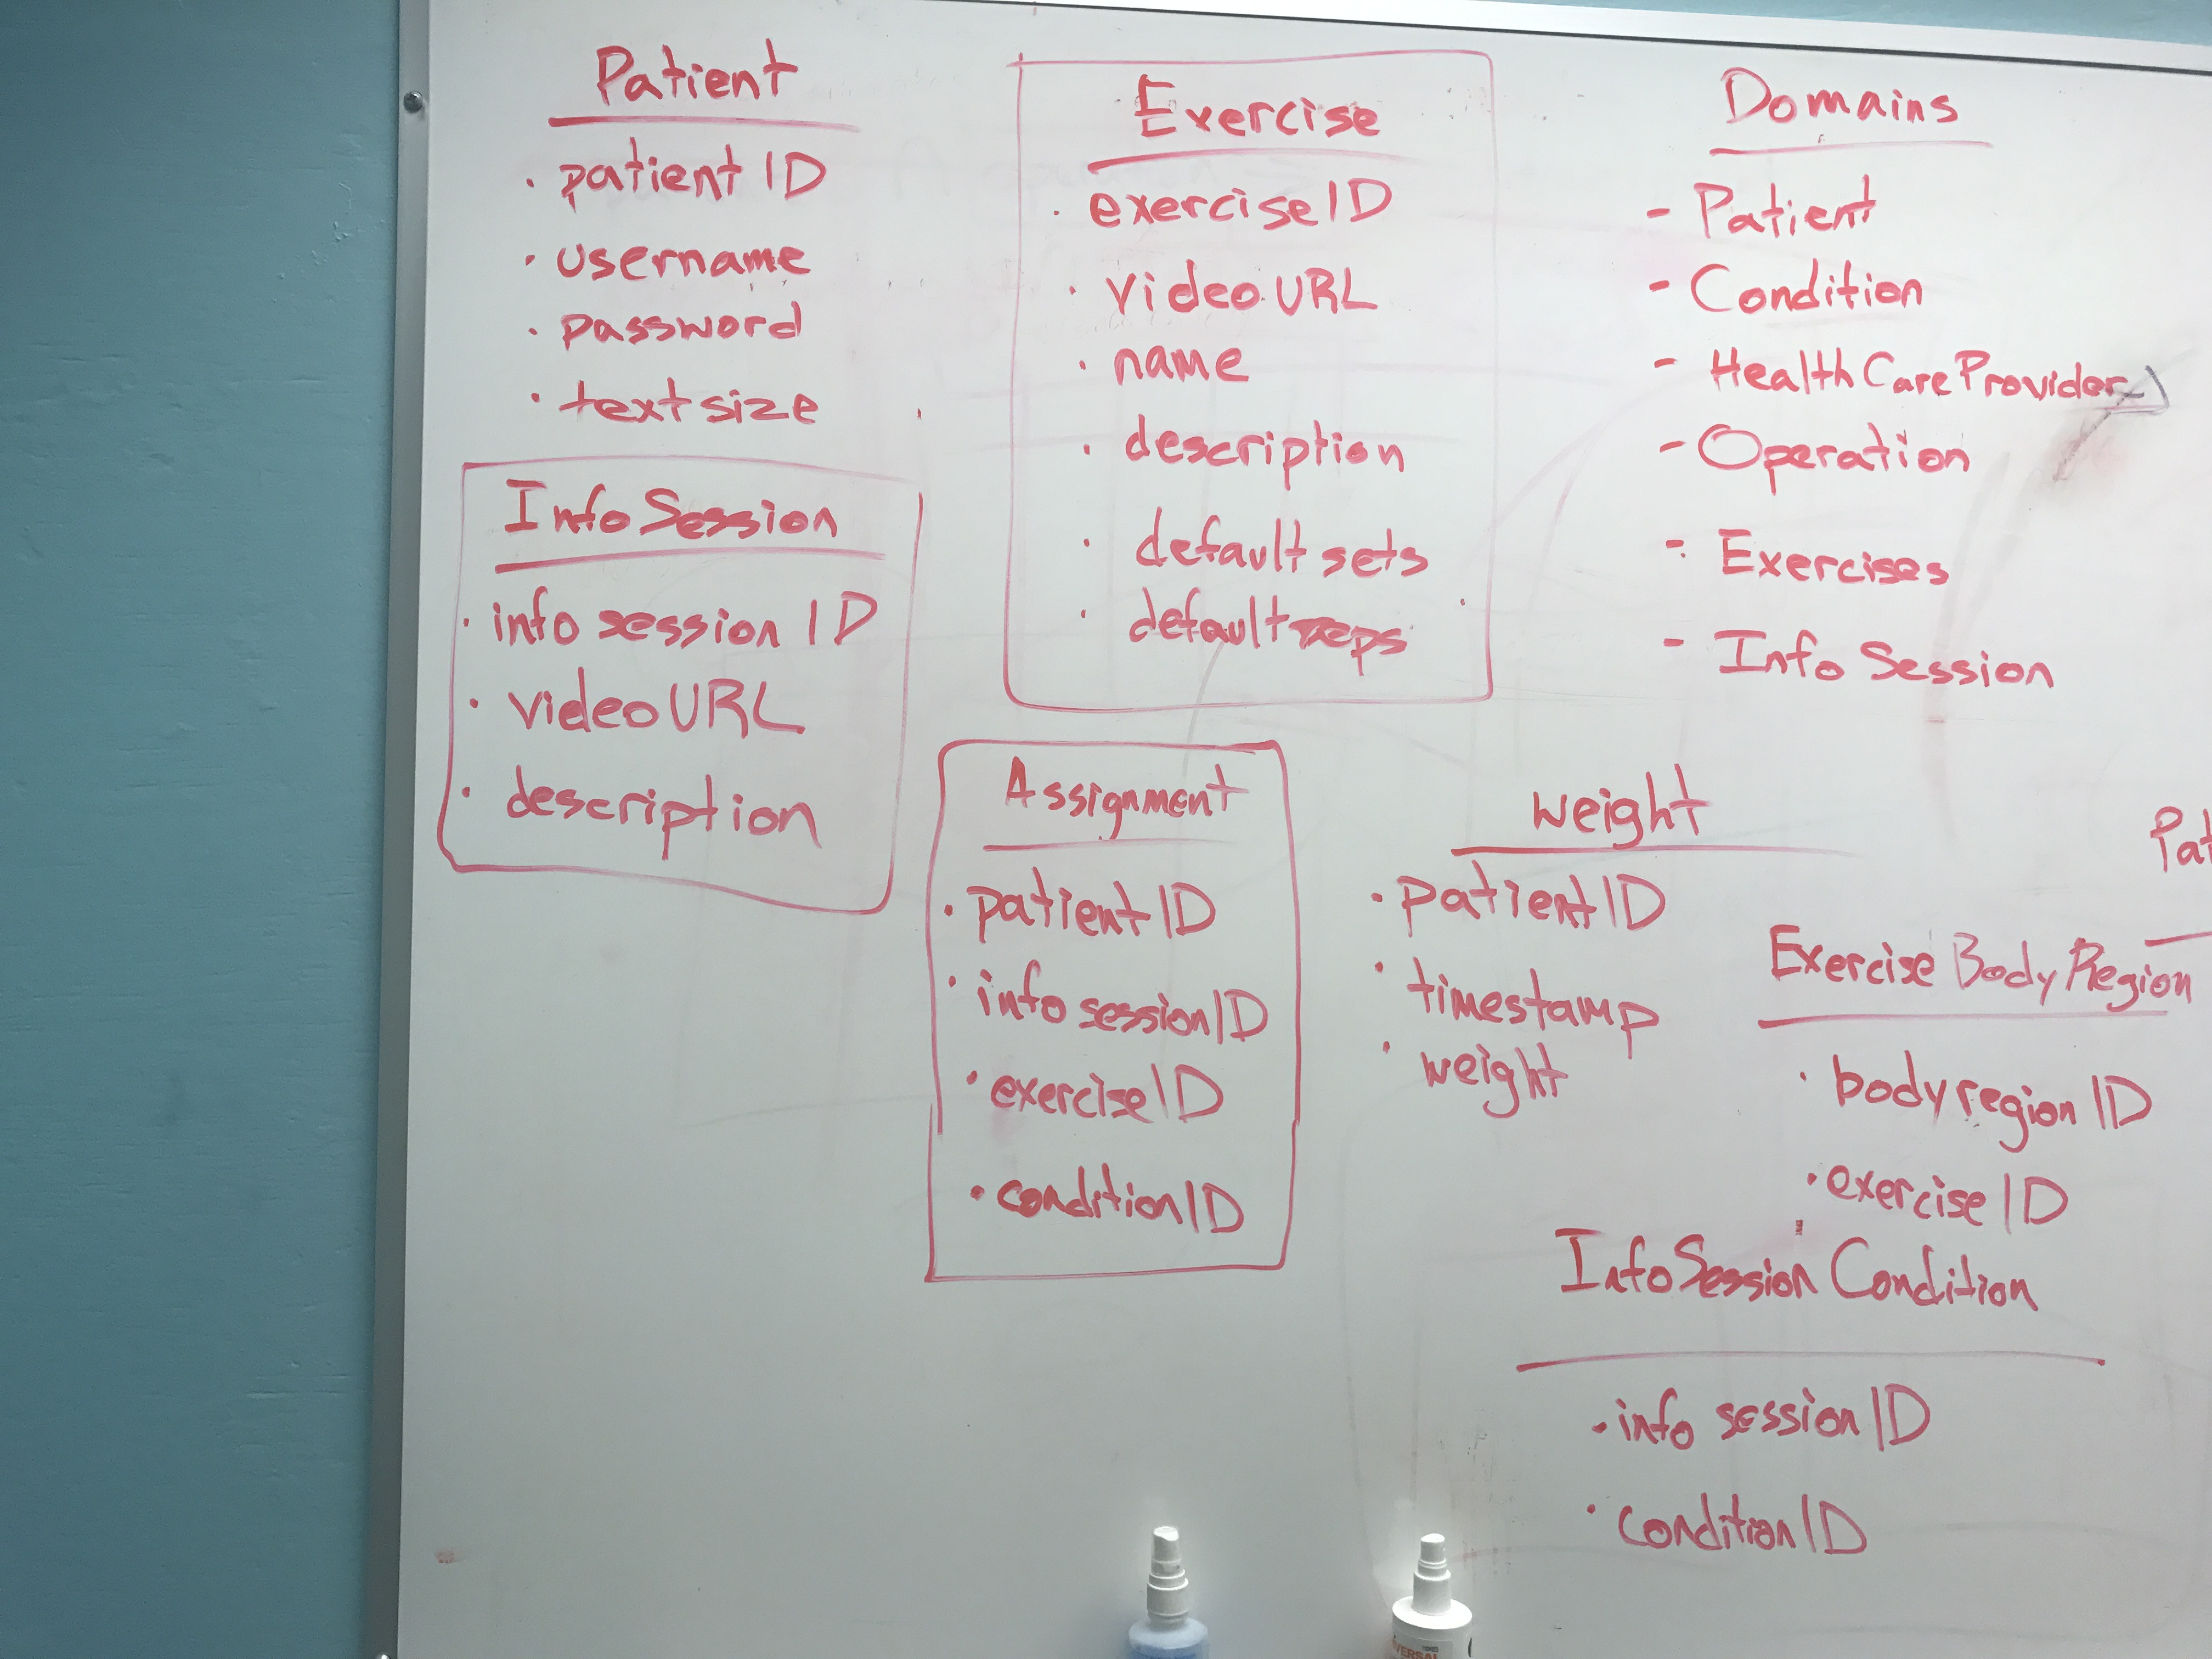 Patient
· patient ID
· username
· password
· text size
Info Session
· info session ID
· video URL
· description
Exercise
· exercise ID
· video URL
· name
· description
· default sets
· default reps
Domains
- Patient
- Condition
- HealthCareProvider
- Operation
- Exercises
- Info Session
Assignment
· patient ID
· info session ID
· exercise ID
· condition ID
weight
· patient ID
· timestamp
· weight
Pat
Exercise Body Region
· body region ID
· exercise ID
Info Session Condition
· info session ID
· condition ID
VERSAL